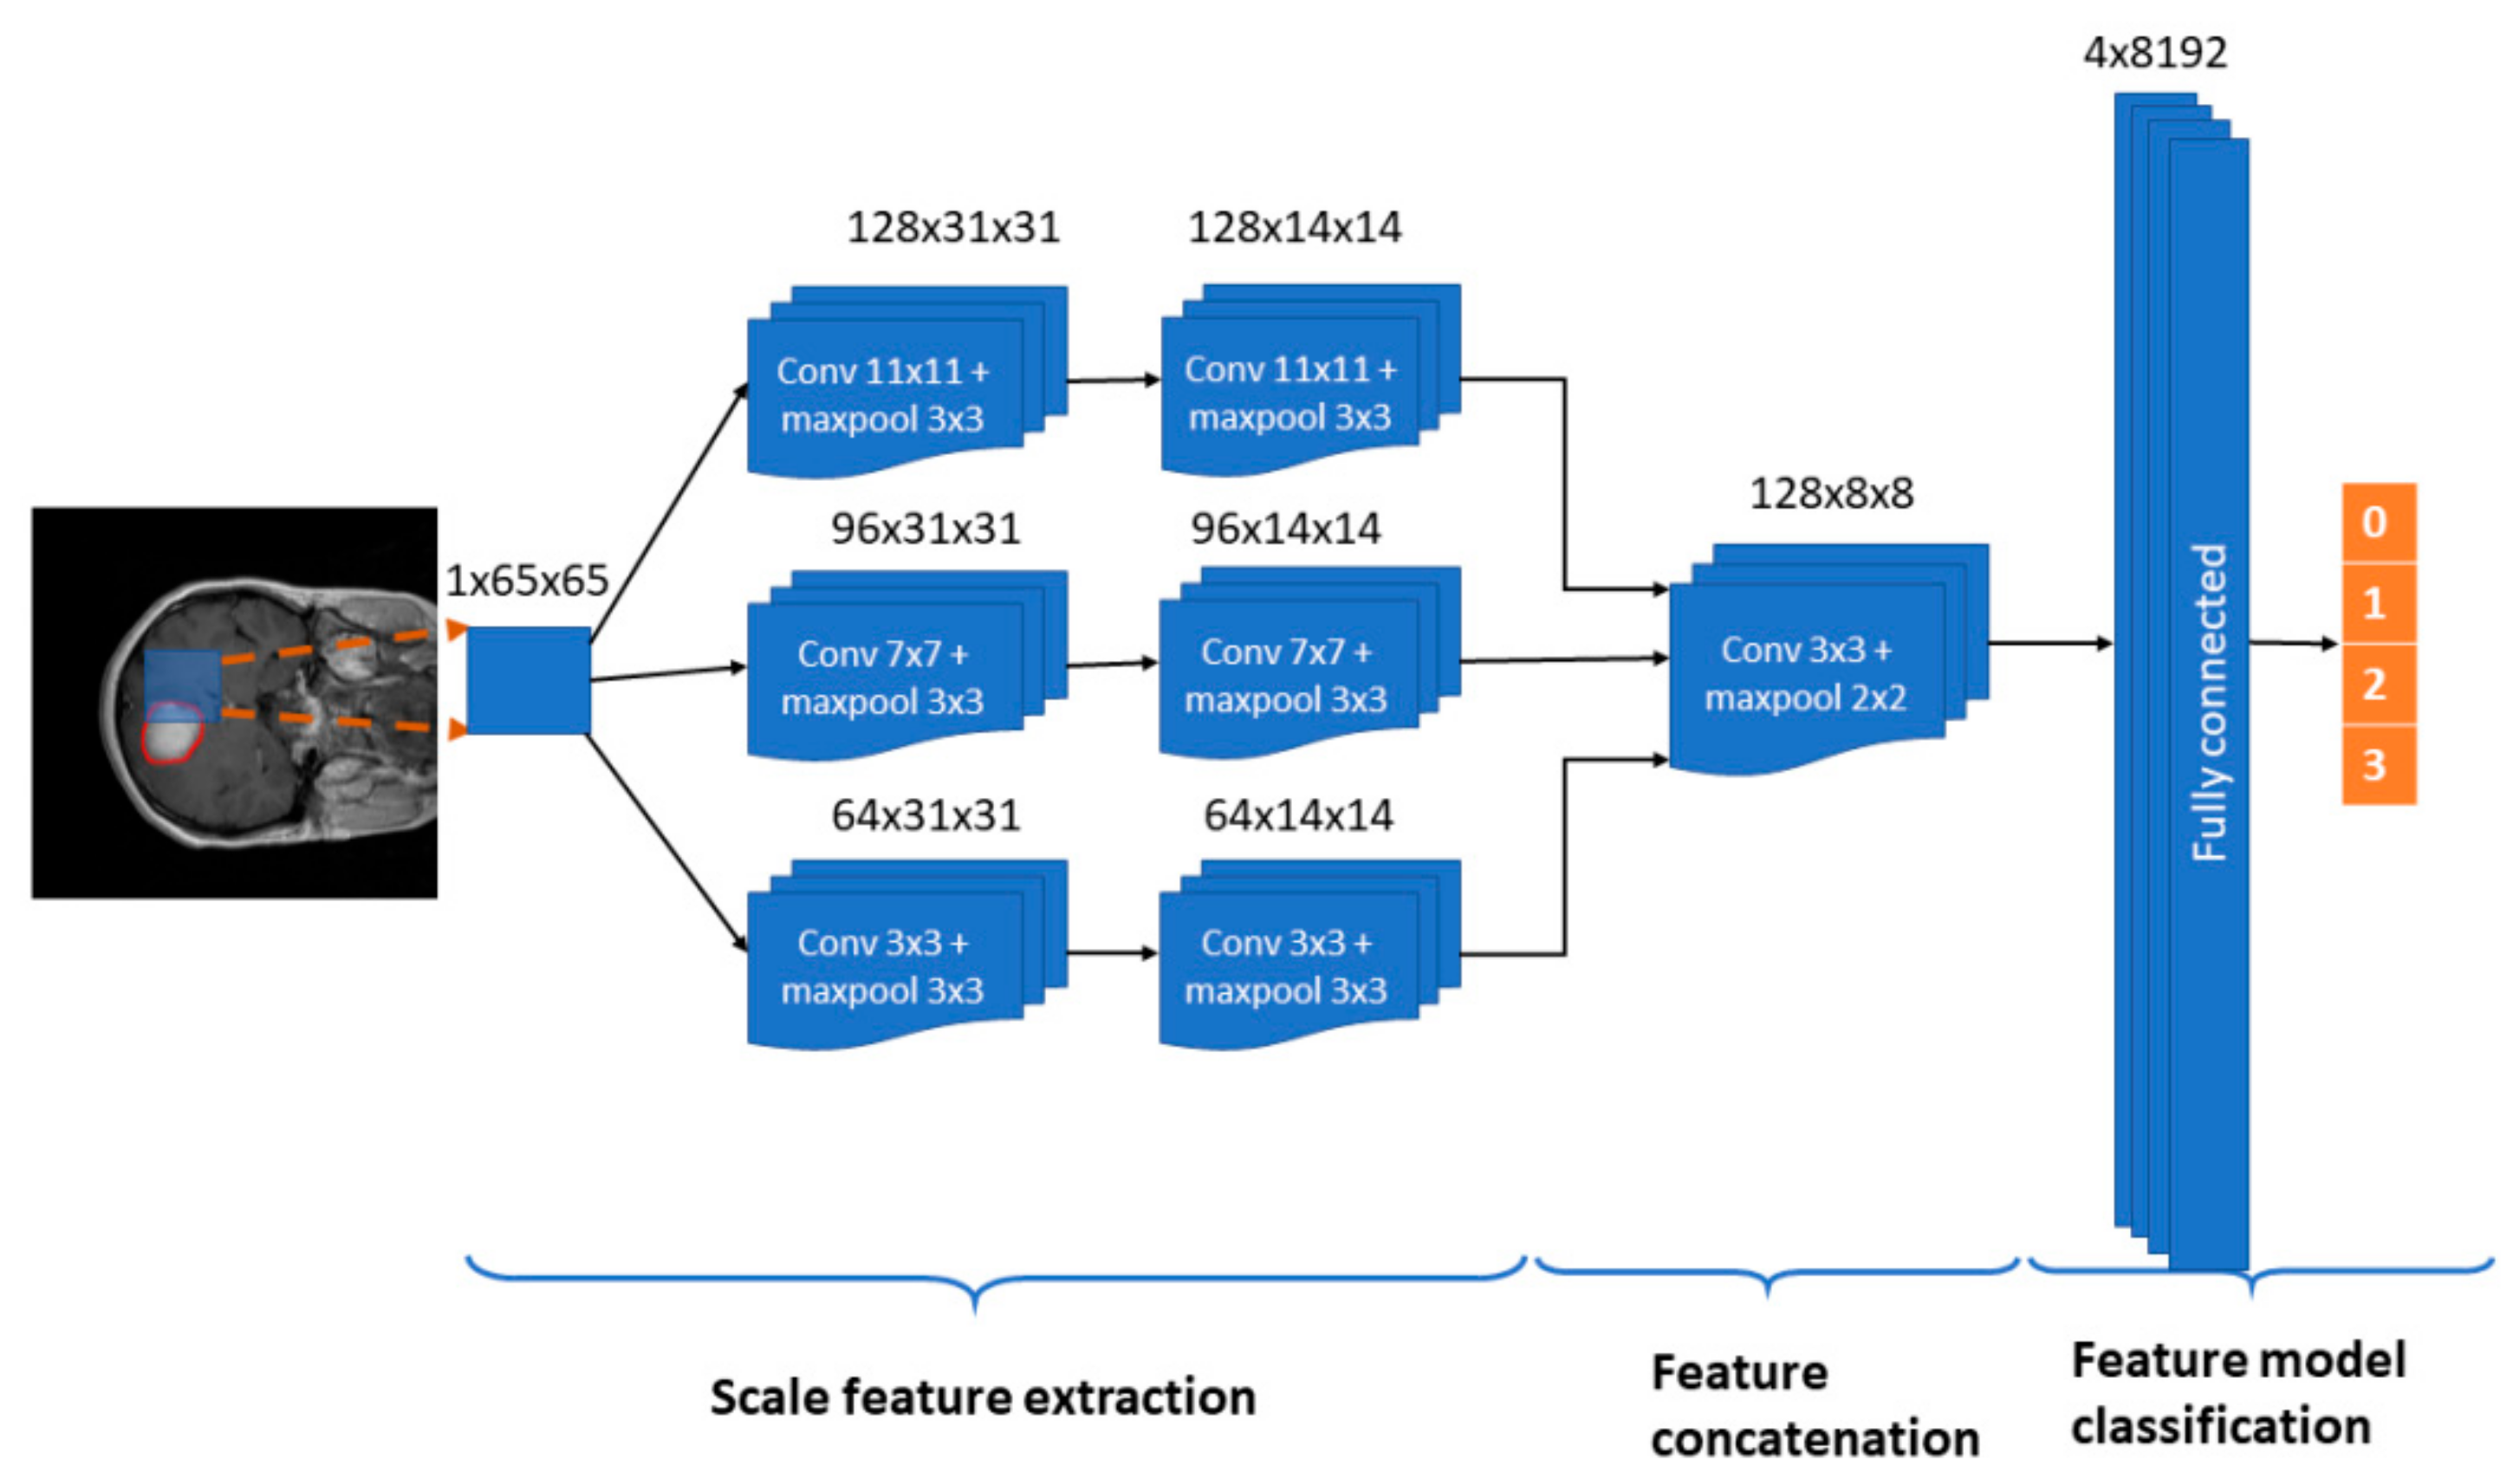 4x8192
128x31x31
128x14x14
Conv 11x11 +
maxpool 3x3
Conv 11x11 +
maxpool 3x3
1x65x65
96x31x31
96x14x14
Conv 7x7 +
maxpool 3x3
Conv 7x7 +
maxpool 3x3
64x31x31
64x14x14
Conv 3x3 +
maxpool 3x3
Conv 3x3 +
maxpool 3x3
128x8x8
Conv 3x3 +
maxpool 2x2
Fully connected
0
1
2
3
Scale feature extraction
Feature
concatenation
Feature model
classification